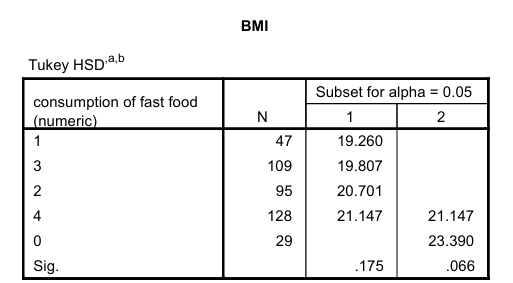 BMI
Tukey HSD,a,b
consumption of fast food (numeric) N Subset for alpha = 0.05
1 2
1 47 19.260
3 109 19.807
2 95 20.701
4 128 21.147 21.147
0 29 23.390
Sig. .175 .066